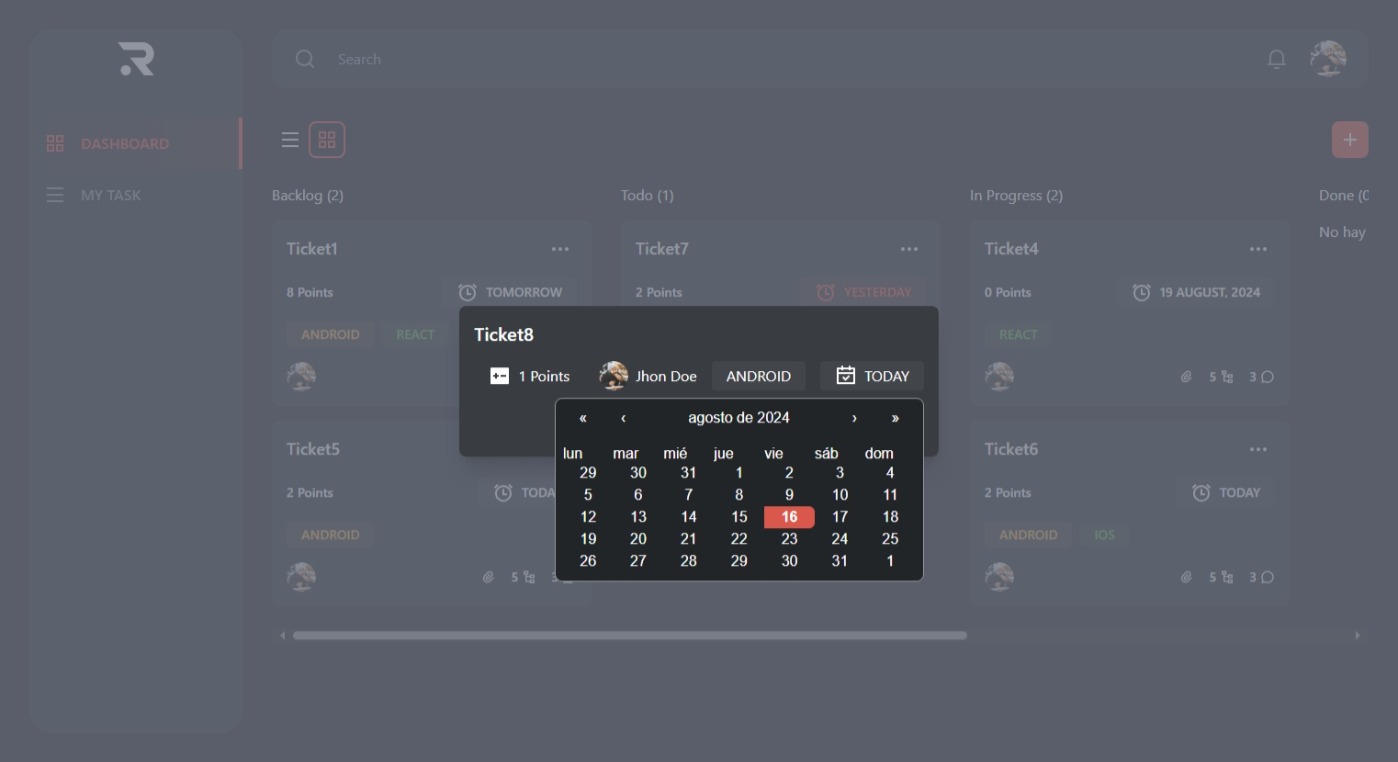 Search
DASHBOARD
MY TASK
Backlog (2)
Todo (1)
In Progress (2)
Done (0
No hay
Ticket1
8 Points
TOMORROW
ANDROID
REACT
Ticket7
2 Points
YESTERDAY
Ticket4
0 Points
19 AUGUST, 2024
REACT
5
3
Ticket5
2 Points
TODA
ANDROID
5
3
Ticket6
2 Points
TODAY
ANDROID
IOS
5
3
Ticket8
1 Points
Jhon Doe
ANDROID
TODAY
« ‹ agosto de 2024 › »
lun mar mié jue vie sáb dom
29 30 31 1 2 3 4
5 6 7 8 9 10 11
12 13 14 15 16 17 18
19 20 21 22 23 24 25
26 27 28 29 30 31 1